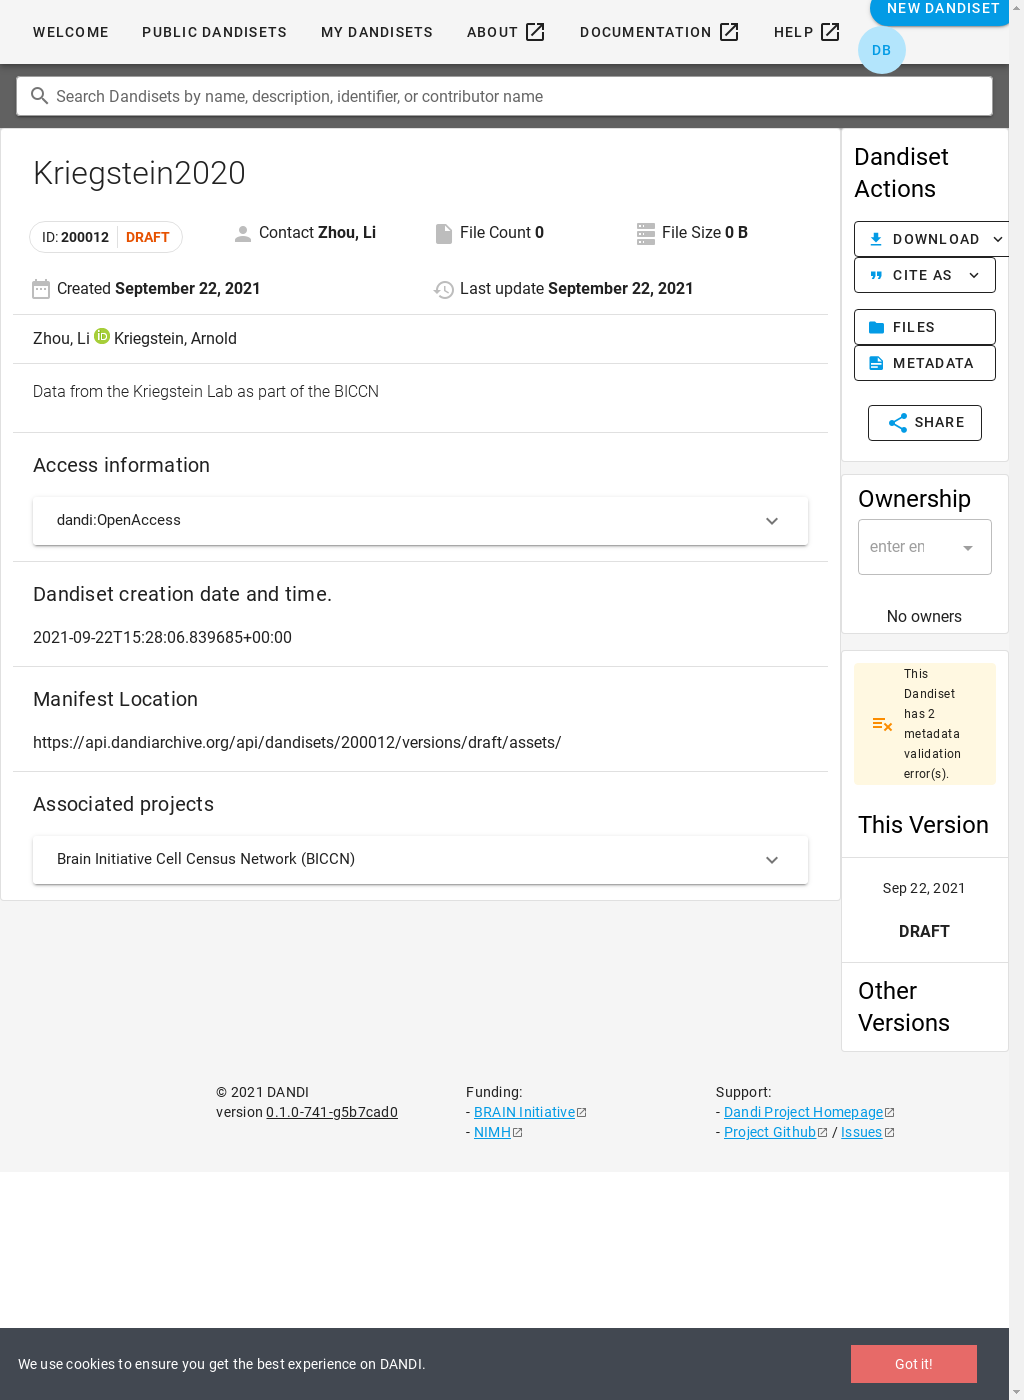 WELCOME PUBLIC DANDISETS MY DANDISETS ABOUT DOCUMENTATION HELP NEW DANDISET
DB
Search Dandisets by name, description, identifier, or contributor name
Kriegstein2020
ID: 200012 DRAFT Contact Zhou, Li File Count 0 File Size 0 B
Created September 22, 2021 Last update September 22, 2021
Zhou, Li iD Kriegstein, Arnold
Data from the Kriegstein Lab as part of the BICCN
Access information
dandi:OpenAccess
Dandiset creation date and time.
2021-09-22T15:28:06.839685+00:00
Manifest Location
https://api.dandiarchive.org/api/dandisets/200012/versions/draft/assets/
Associated projects
Brain Initiative Cell Census Network (BICCN)
Dandiset
Actions
DOWNLOAD
CITE AS
FILES
METADATA
SHARE
Ownership
enter en
No owners
This
Dandiset
has 2
metadata
validation
error(s).
This Version
Sep 22, 2021
DRAFT
Other
Versions
© 2021 DANDI
version 0.1.0-741-g5b7cad0
Funding:
- BRAIN Initiative
- NIMH
Support:
- Dandi Project Homepage
- Project Github / Issues
We use cookies to ensure you get the best experience on DANDI.
Got it!